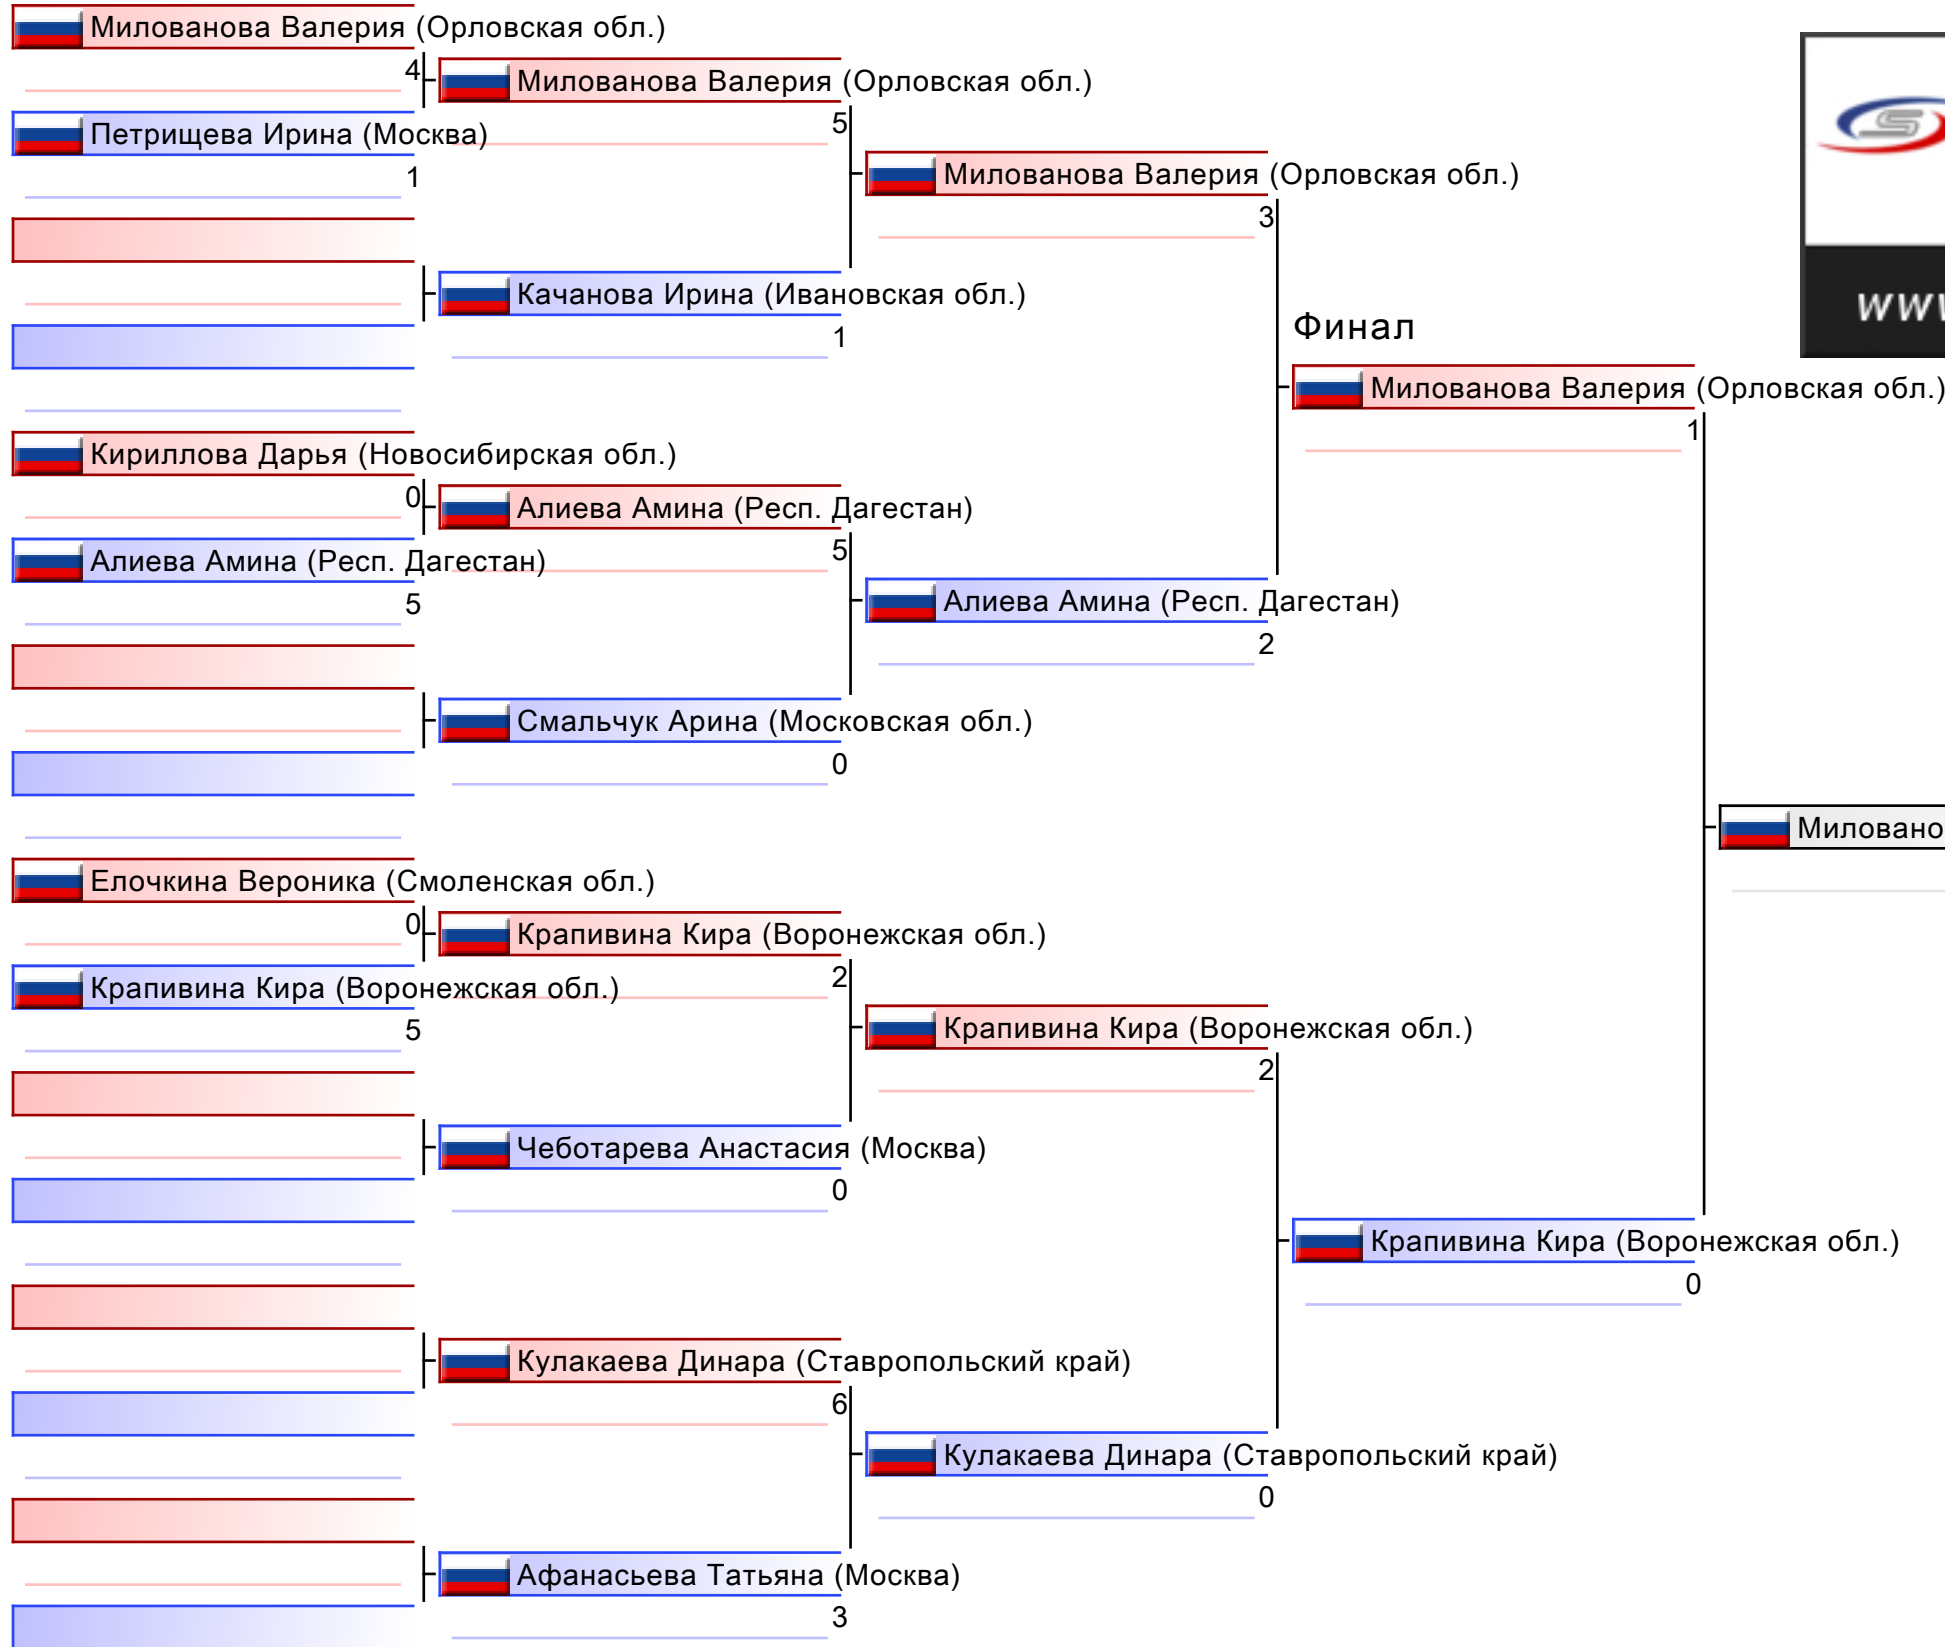 Милованова Валерия (Орловская обл.)
4
Милованова Валерия (Орловская обл.)
Петрищева Ирина (Москва)
5
1
Милованова Валерия (Орловская обл.)
3
Качанова Ирина (Ивановская обл.)
1
Финал
www
Милованова Валерия (Орловская обл.)
1
Кириллова Дарья (Новосибирская обл.)
0
Алиева Амина (Респ. Дагестан)
5
Алиева Амина (Респ. Дагестан)
5
Алиева Амина (Респ. Дагестан)
2
Смальчук Арина (Московская обл.)
0
Миловано
Елочкина Вероника (Смоленская обл.)
0
Крапивина Кира (Воронежская обл.)
2
Крапивина Кира (Воронежская обл.)
5
Крапивина Кира (Воронежская обл.)
2
Чеботарева Анастасия (Москва)
0
Крапивина Кира (Воронежская обл.)
0
Кулакаева Динара (Ставропольский край)
6
Кулакаева Динара (Ставропольский край)
0
Афанасьева Татьяна (Москва)
3